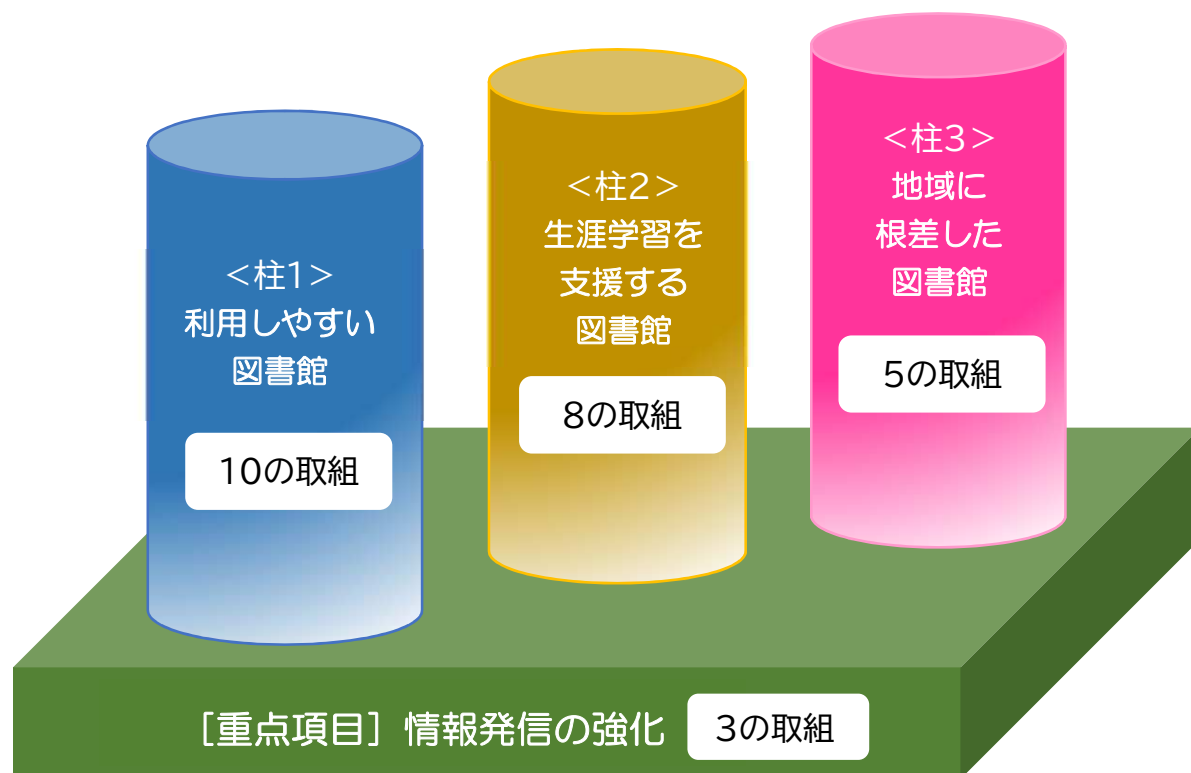 ＜柱1＞
利用しやすい
図書館
10の取組
＜柱2＞
生涯学習を
支援する
図書館
8の取組
＜柱3＞
地域に
根差した
図書館
5の取組
［重点項目］情報発信の強化 3の取組